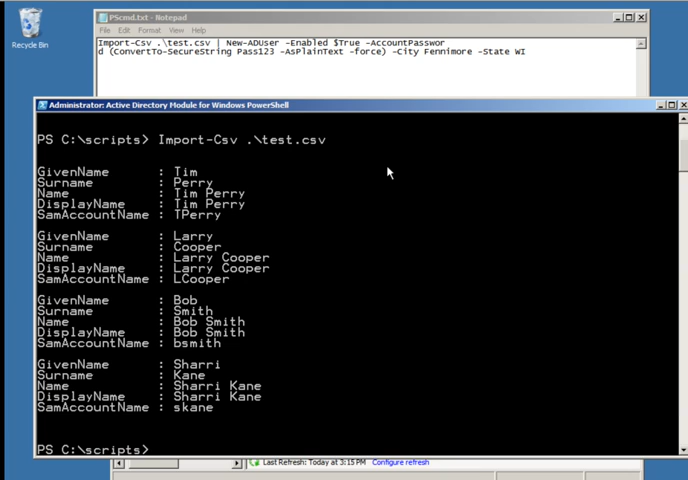 PScmd.txt - Notepad
File Edit Format View Help
Import-Csv .\test.csv | New-ADUser -Enabled $True -AccountPasswor
d (ConvertTo-SecureString Pass123 -AsPlainText -force) -City Fennimore -State WI
Recycle Bin
Administrator: Active Directory Module for Windows PowerShell
PS C:\scripts> Import-Csv .\test.csv
GivenName : Tim
Surname : Perry
Name : Tim Perry
DisplayName : Tim Perry
SamAccountName : TPerry
GivenName : Larry
Surname : Cooper
Name : Larry Cooper
DisplayName : Larry Cooper
SamAccountName : LCooper
GivenName : Bob
Surname : Smith
Name : Bob Smith
DisplayName : Bob Smith
SamAccountName : bsmith
GivenName : Sharri
Surname : Kane
Name : Sharri Kane
DisplayName : Sharri Kane
SamAccountName : skane
PS C:\scripts>
Last Refresh: Today at 3:15 PM Configure refresh